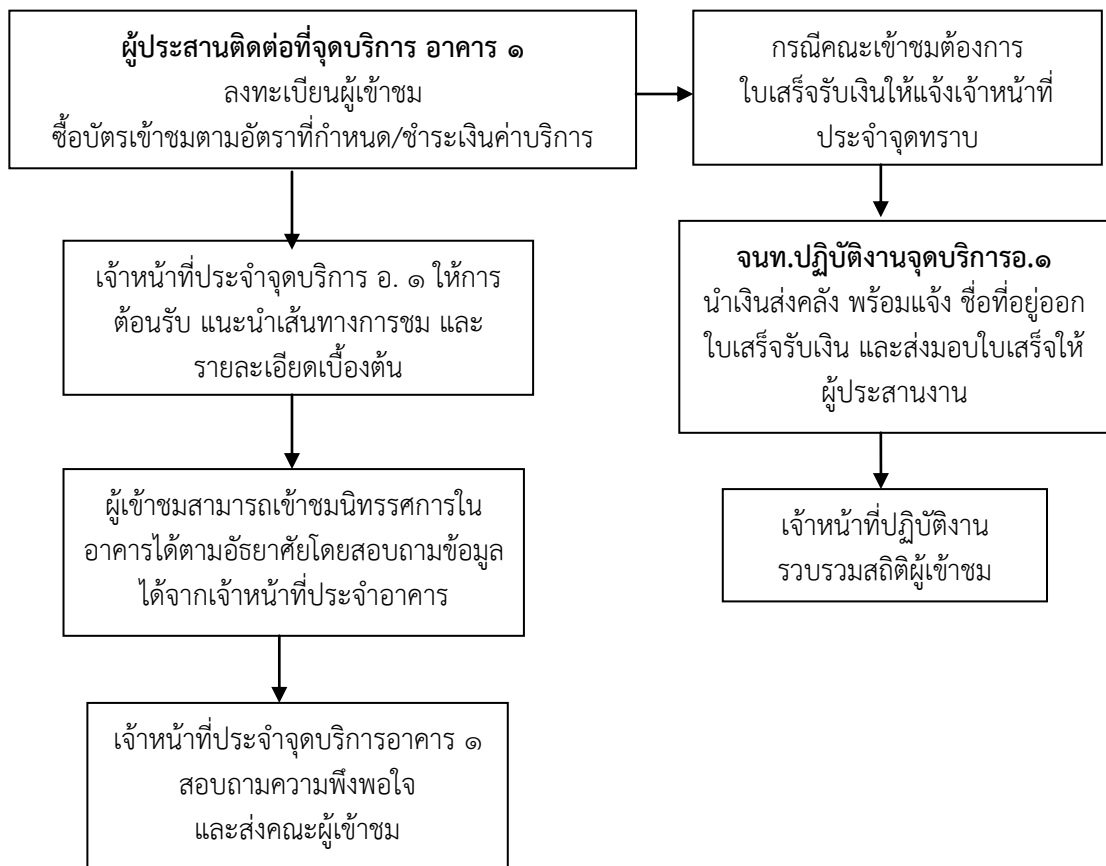 ผู้ประสานติดต่อที่จุดบริการ อาคาร ๑
ลงทะเบียนผู้เข้าชม
ซื้อบัตรเข้าชมตามอัตราที่กำหนด/ชำระเงินค่าบริการ
กรณีคณะเข้าชมต้องการ
ใบเสร็จรับเงินให้แจ้งเจ้าหน้าที่
ประจำจุดทราบ
เจ้าหน้าที่ประจำจุดบริการ อ. ๑ ให้การ
ต้อนรับ แนะนำเส้นทางการชม และ
รายละเอียดเบื้องต้น
จนท.ปฏิบัติงานจุดบริการอ.๑
นำเงินส่งคลัง พร้อมแจ้ง ชื่อที่อยู่ออก
ใบเสร็จรับเงิน และส่งมอบใบเสร็จให้
ผู้ประสานงาน
ผู้เข้าชมสามารถเข้าชมนิทรรศการใน
อาคารได้ตามอัธยาศัยโดยสอบถามข้อมูล
ได้จากเจ้าหน้าที่ประจำอาคาร
เจ้าหน้าที่ปฏิบัติงาน
รวบรวมสถิติผู้เข้าชม
เจ้าหน้าที่ประจำจุดบริการอาคาร ๑
สอบถามความพึงพอใจ
และส่งคณะผู้เข้าชม